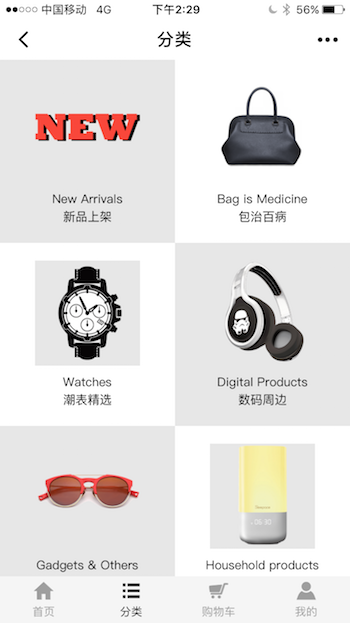 中国移动 4G 下午2:29 56%
分类
NEW
New Arrivals
新品上架
Bag is Medicine
包治百病
Watches
潮表精选
Digital Products
数码周边
Gadgets & Others
Household products
首页
分类
购物车
我的